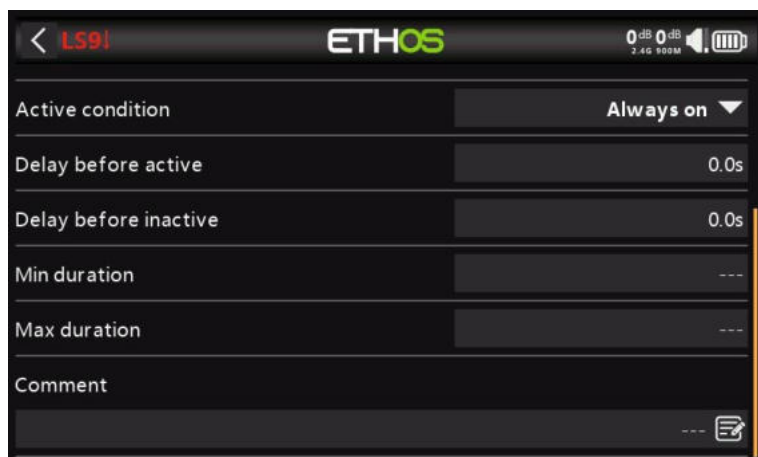 LS9↓ ETHOS 0dB 0dB
2.4G 900M
Active condition Always on
Delay before active 0.0s
Delay before inactive 0.0s
Min duration ---
Max duration ---
Comment
---